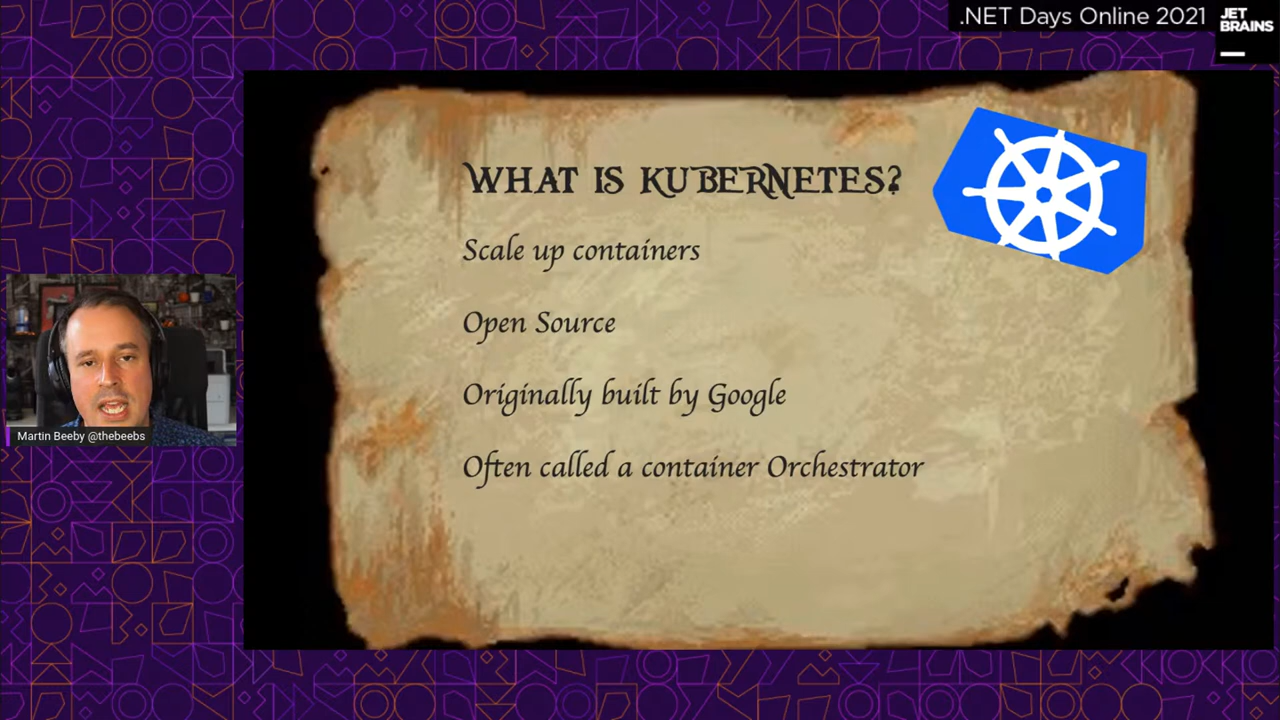 .NET Days Online 2021
JET
BRAINS
WHAT IS KUBERNETES?
Scale up containers
Open Source
Originally built by Google
Often called a container Orchestrator
Martin Beeby @thebeebs